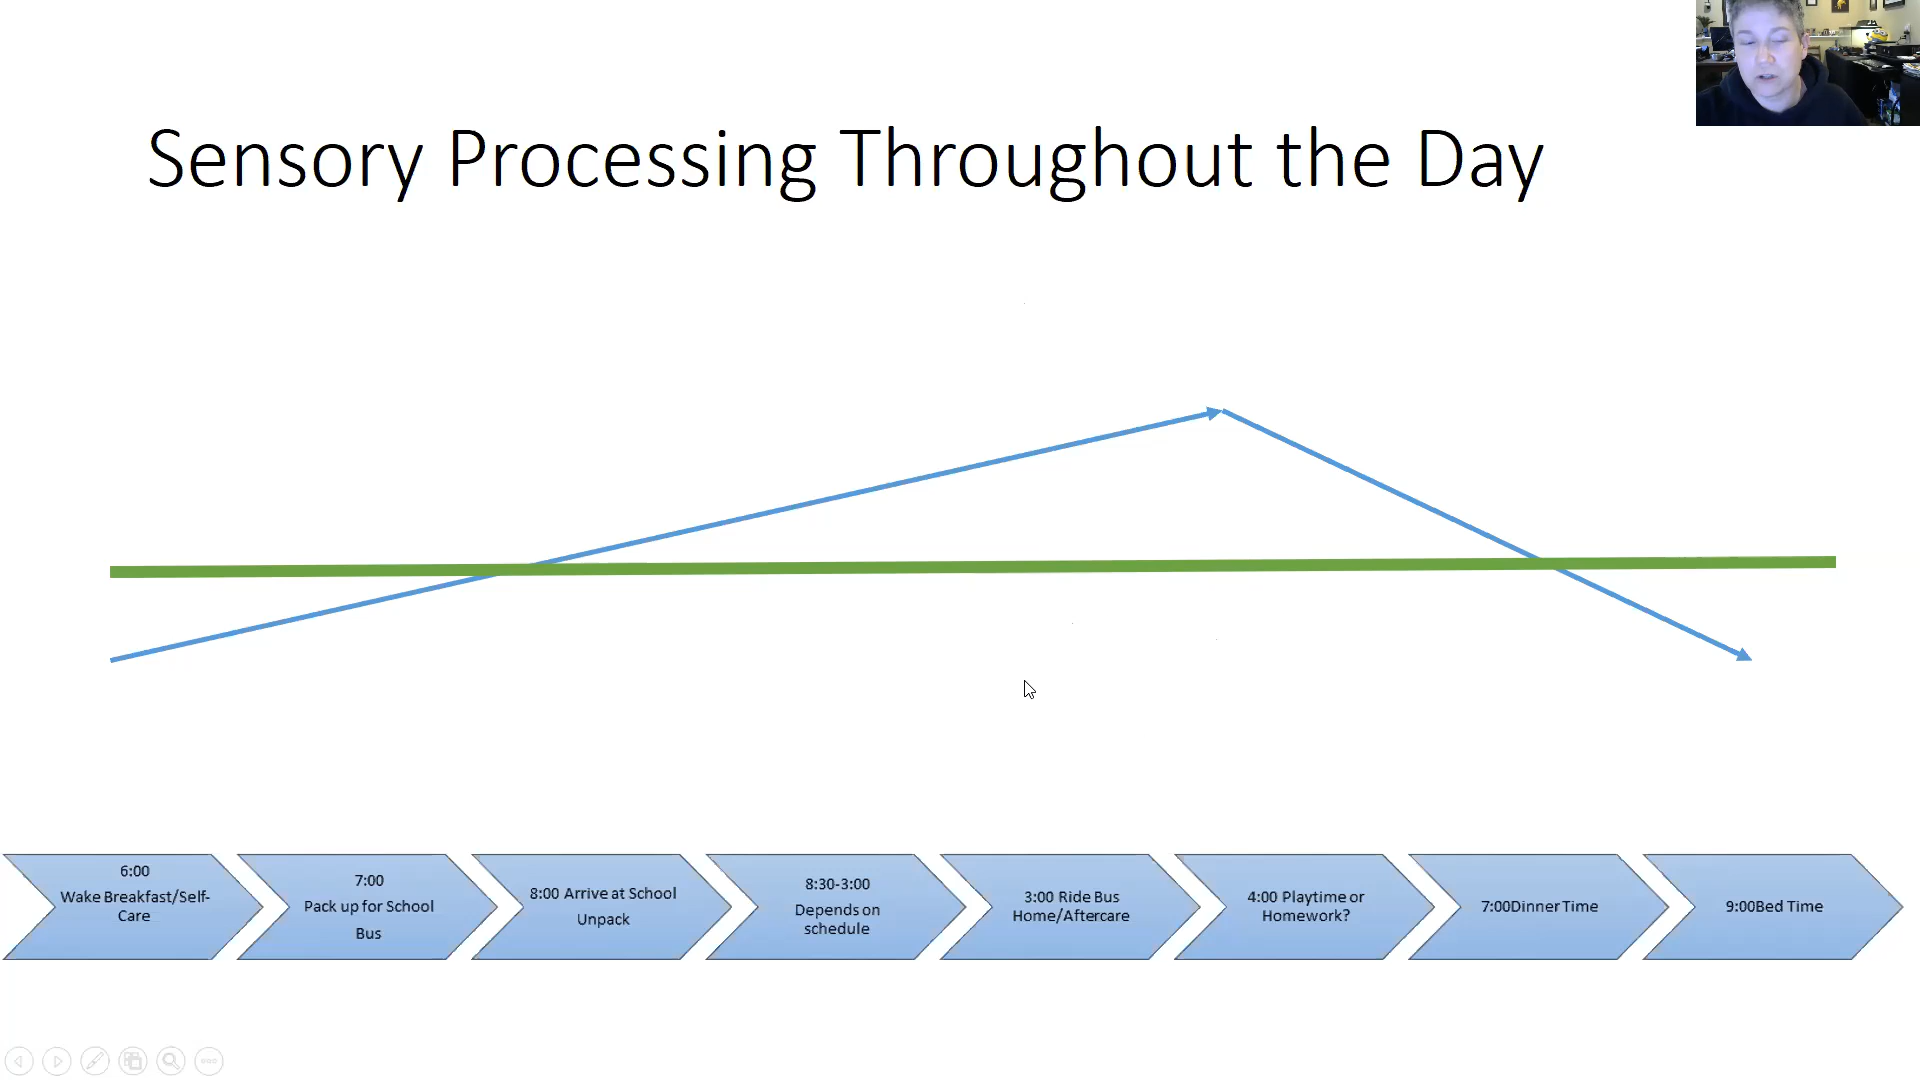 Sensory Processing Throughout the Day
6:00
Wake Breakfast/Self-
Care
7:00
Pack up for School
Bus
8:00 Arrive at School
Unpack
8:30-3:00
Depends on
schedule
3:00 Ride Bus
Home/Aftercare
4:00 Playtime or
Homework?
7:00Dinner Time
9:00Bed Time